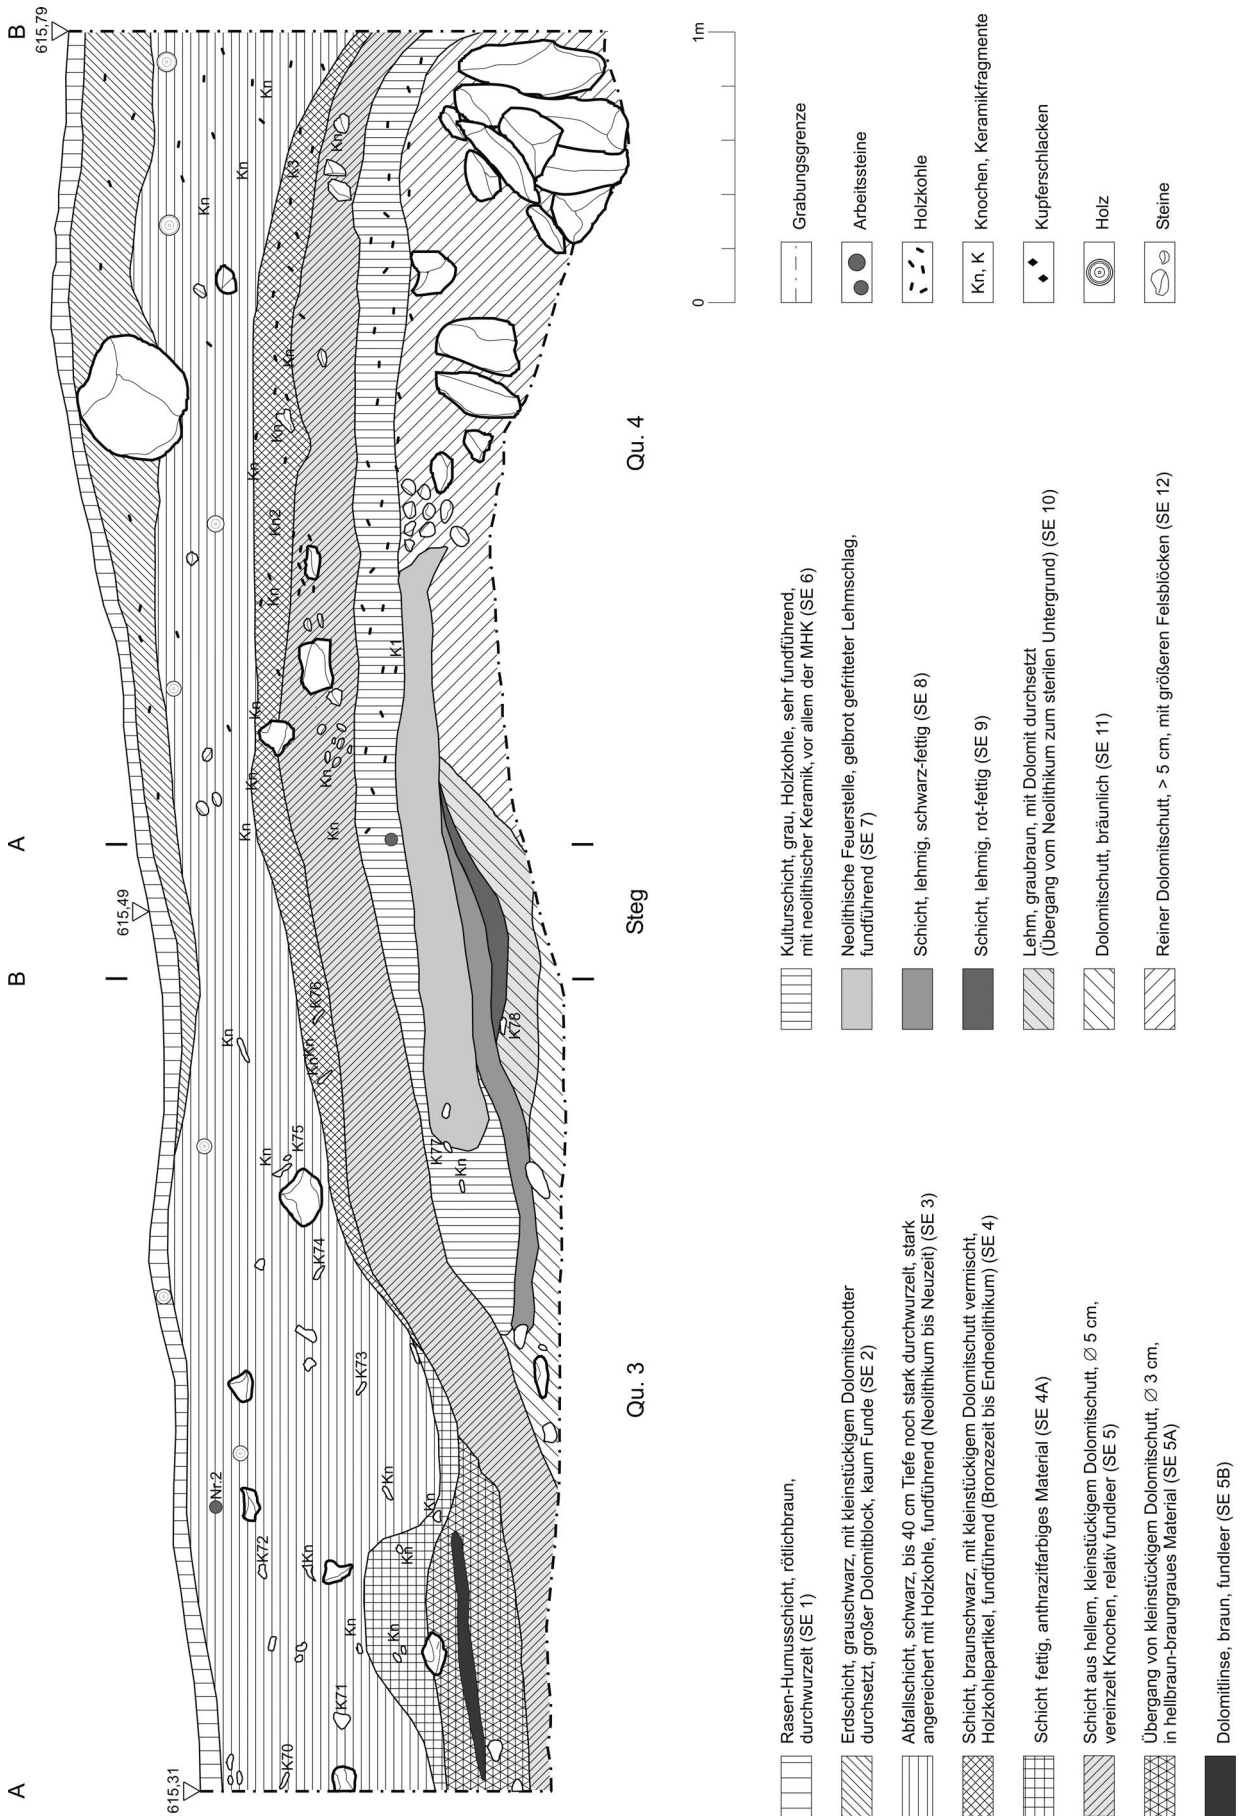 A
B
A
B
615,31
615,49
615,79
K70
K71
Kn
Kn
K72
Kn
Nr.2
Kn
Kn
Kn
K73
K74
K75
Kn
Kn
KnKn
K76
K77
Kn
K78
Kn
Kn
Kn
Kn
Kn
K1
Kn
Kn2
Kn
Kn
Kn
K3
Kn
Kn
Kn
Kn
Qu. 3
Steg
Qu. 4
0
1m
Rasen-Humusschicht, rötlichbraun,
durchwurzelt (SE 1)
Erdschicht, grauschwarz, mit kleinstückigem Dolomitschotter
durchsetzt, großer Dolomitblock, kaum Funde (SE 2)
Abfallschicht, schwarz, bis 40 cm Tiefe noch stark durchwurzelt, stark
angereichert mit Holzkohle, fundführend (Neolithikum bis Neuzeit) (SE 3)
Schicht, braunschwarz, mit kleinstückigem Dolomitschutt vermischt,
Holzkohlepartikel, fundführend (Bronzezeit bis Endneolithikum) (SE 4)
Schicht fettig, anthrazitfarbiges Material (SE 4A)
Schicht aus hellem, kleinstückigem Dolomitschutt, Ø 5 cm,
vereinzelt Knochen, relativ fundleer (SE 5)
Übergang von kleinstückigem Dolomitschutt, Ø 3 cm,
in hellbraun-braungraues Material (SE 5A)
Dolomitlinse, braun, fundleer (SE 5B)
Kulturschicht, grau, Holzkohle, sehr fundführend,
mit neolithischer Keramik, vor allem der MHK (SE 6)
Neolithische Feuerstelle, gelbrot gefritteter Lehmschlag,
fundführend (SE 7)
Schicht, lehmig, schwarz-fettig (SE 8)
Schicht, lehmig, rot-fettig (SE 9)
Lehm, graubraun, mit Dolomit durchsetzt
(Übergang vom Neolithikum zum sterilen Untergrund) (SE 10)
Dolomitschutt, bräunlich (SE 11)
Reiner Dolomitschutt, > 5 cm, mit größeren Felsblöcken (SE 12)
Grabungsgrenze
Arbeitssteine
Holzkohle
Kn, K
Knochen, Keramikfragmente
Kupferschlacken
Holz
Steine